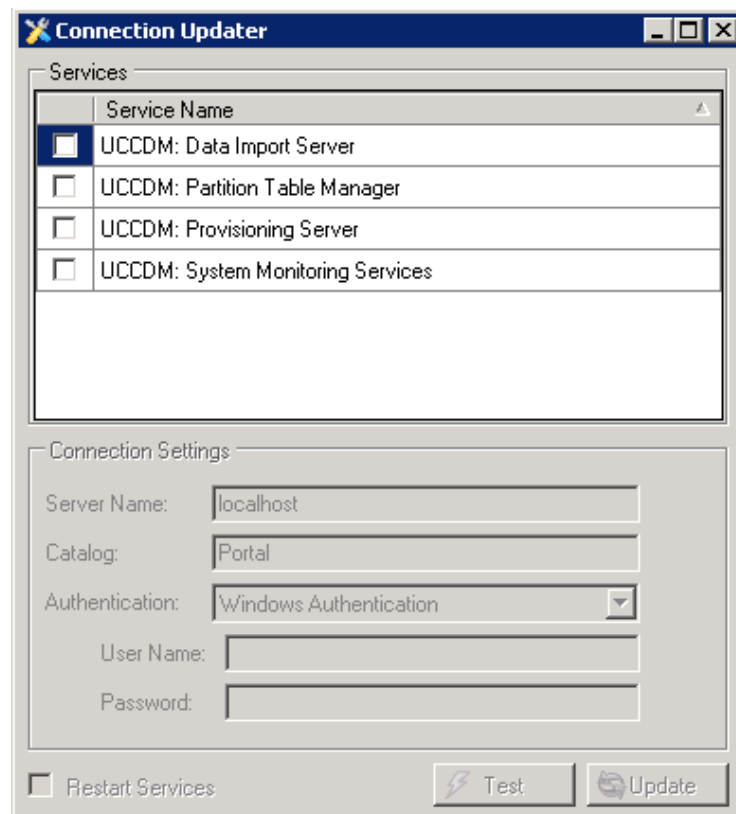 Connection Updater
Services
Service Name
UCCDM: Data Import Server
UCCDM: Partition Table Manager
UCCDM: Provisioning Server
UCCDM: System Monitoring Services
Connection Settings
Server Name: localhost
Catalog: Portal
Authentication: Windows Authentication
User Name:
Password:
Restart Services Test Update